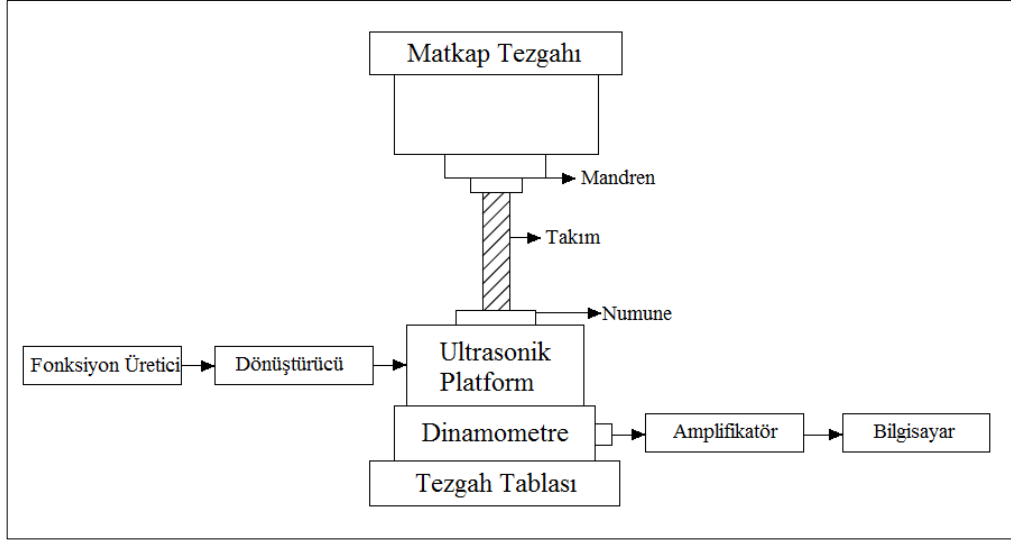 Matkap Tezgahı
Mandren
Takım
Numune
Fonksiyon Üretici
Dönüştürücü
Ultrasonik
Platform
Dinamometre
Amplifikatör
Bilgisayar
Tezgah Tablası